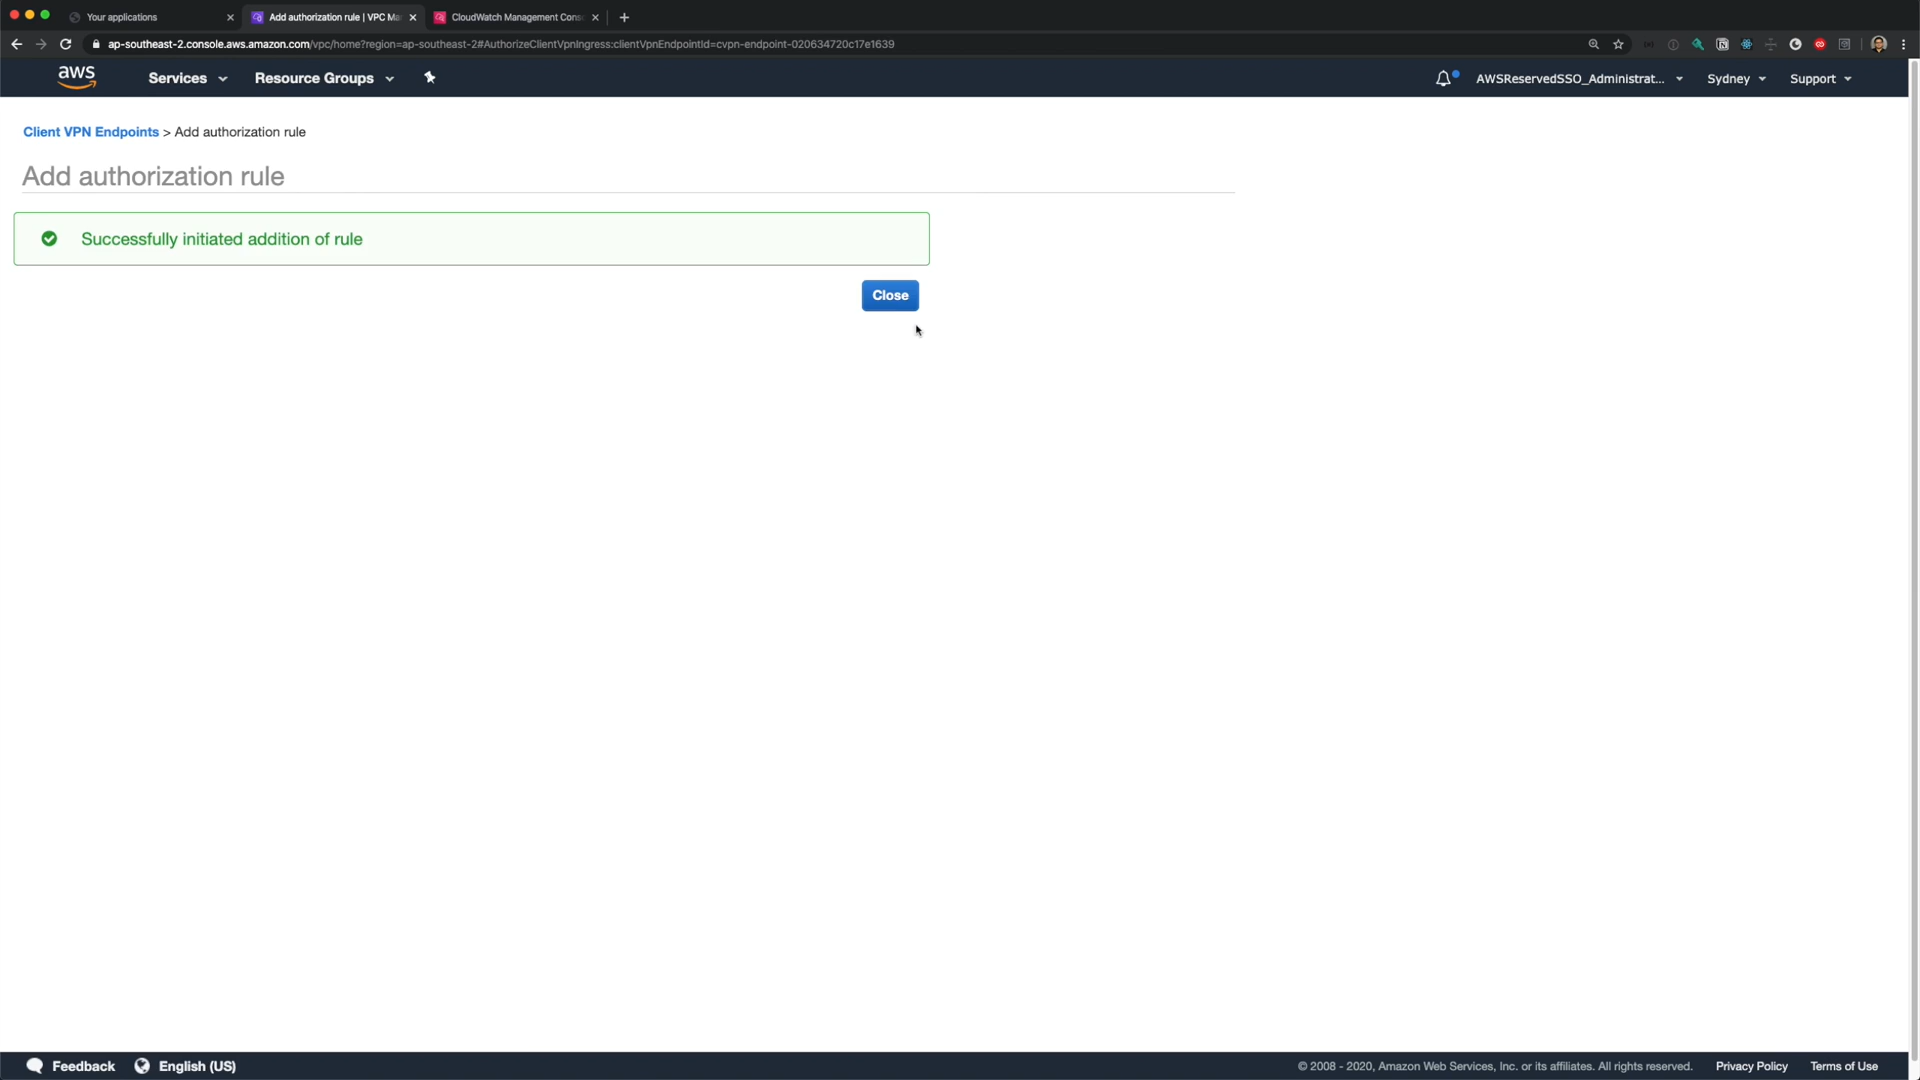 Your applications
Add authorization rule | VPC Ma
CloudWatch Management Cons
ap-southeast-2.console.aws.amazon.com/vpc/home?region=ap-southeast-2#AuthorizeClientVpnIngress:clientVpnEndpointId=cvpn-endpoint-020634720c17e1639
aws
Services
Resource Groups
AWSReservedSSO_Administrat...
Sydney
Support
Client VPN Endpoints > Add authorization rule
Add authorization rule
Successfully initiated addition of rule
Close
Feedback
English (US)
© 2008 - 2020, Amazon Web Services, Inc. or its affiliates. All rights reserved.
Privacy Policy
Terms of Use